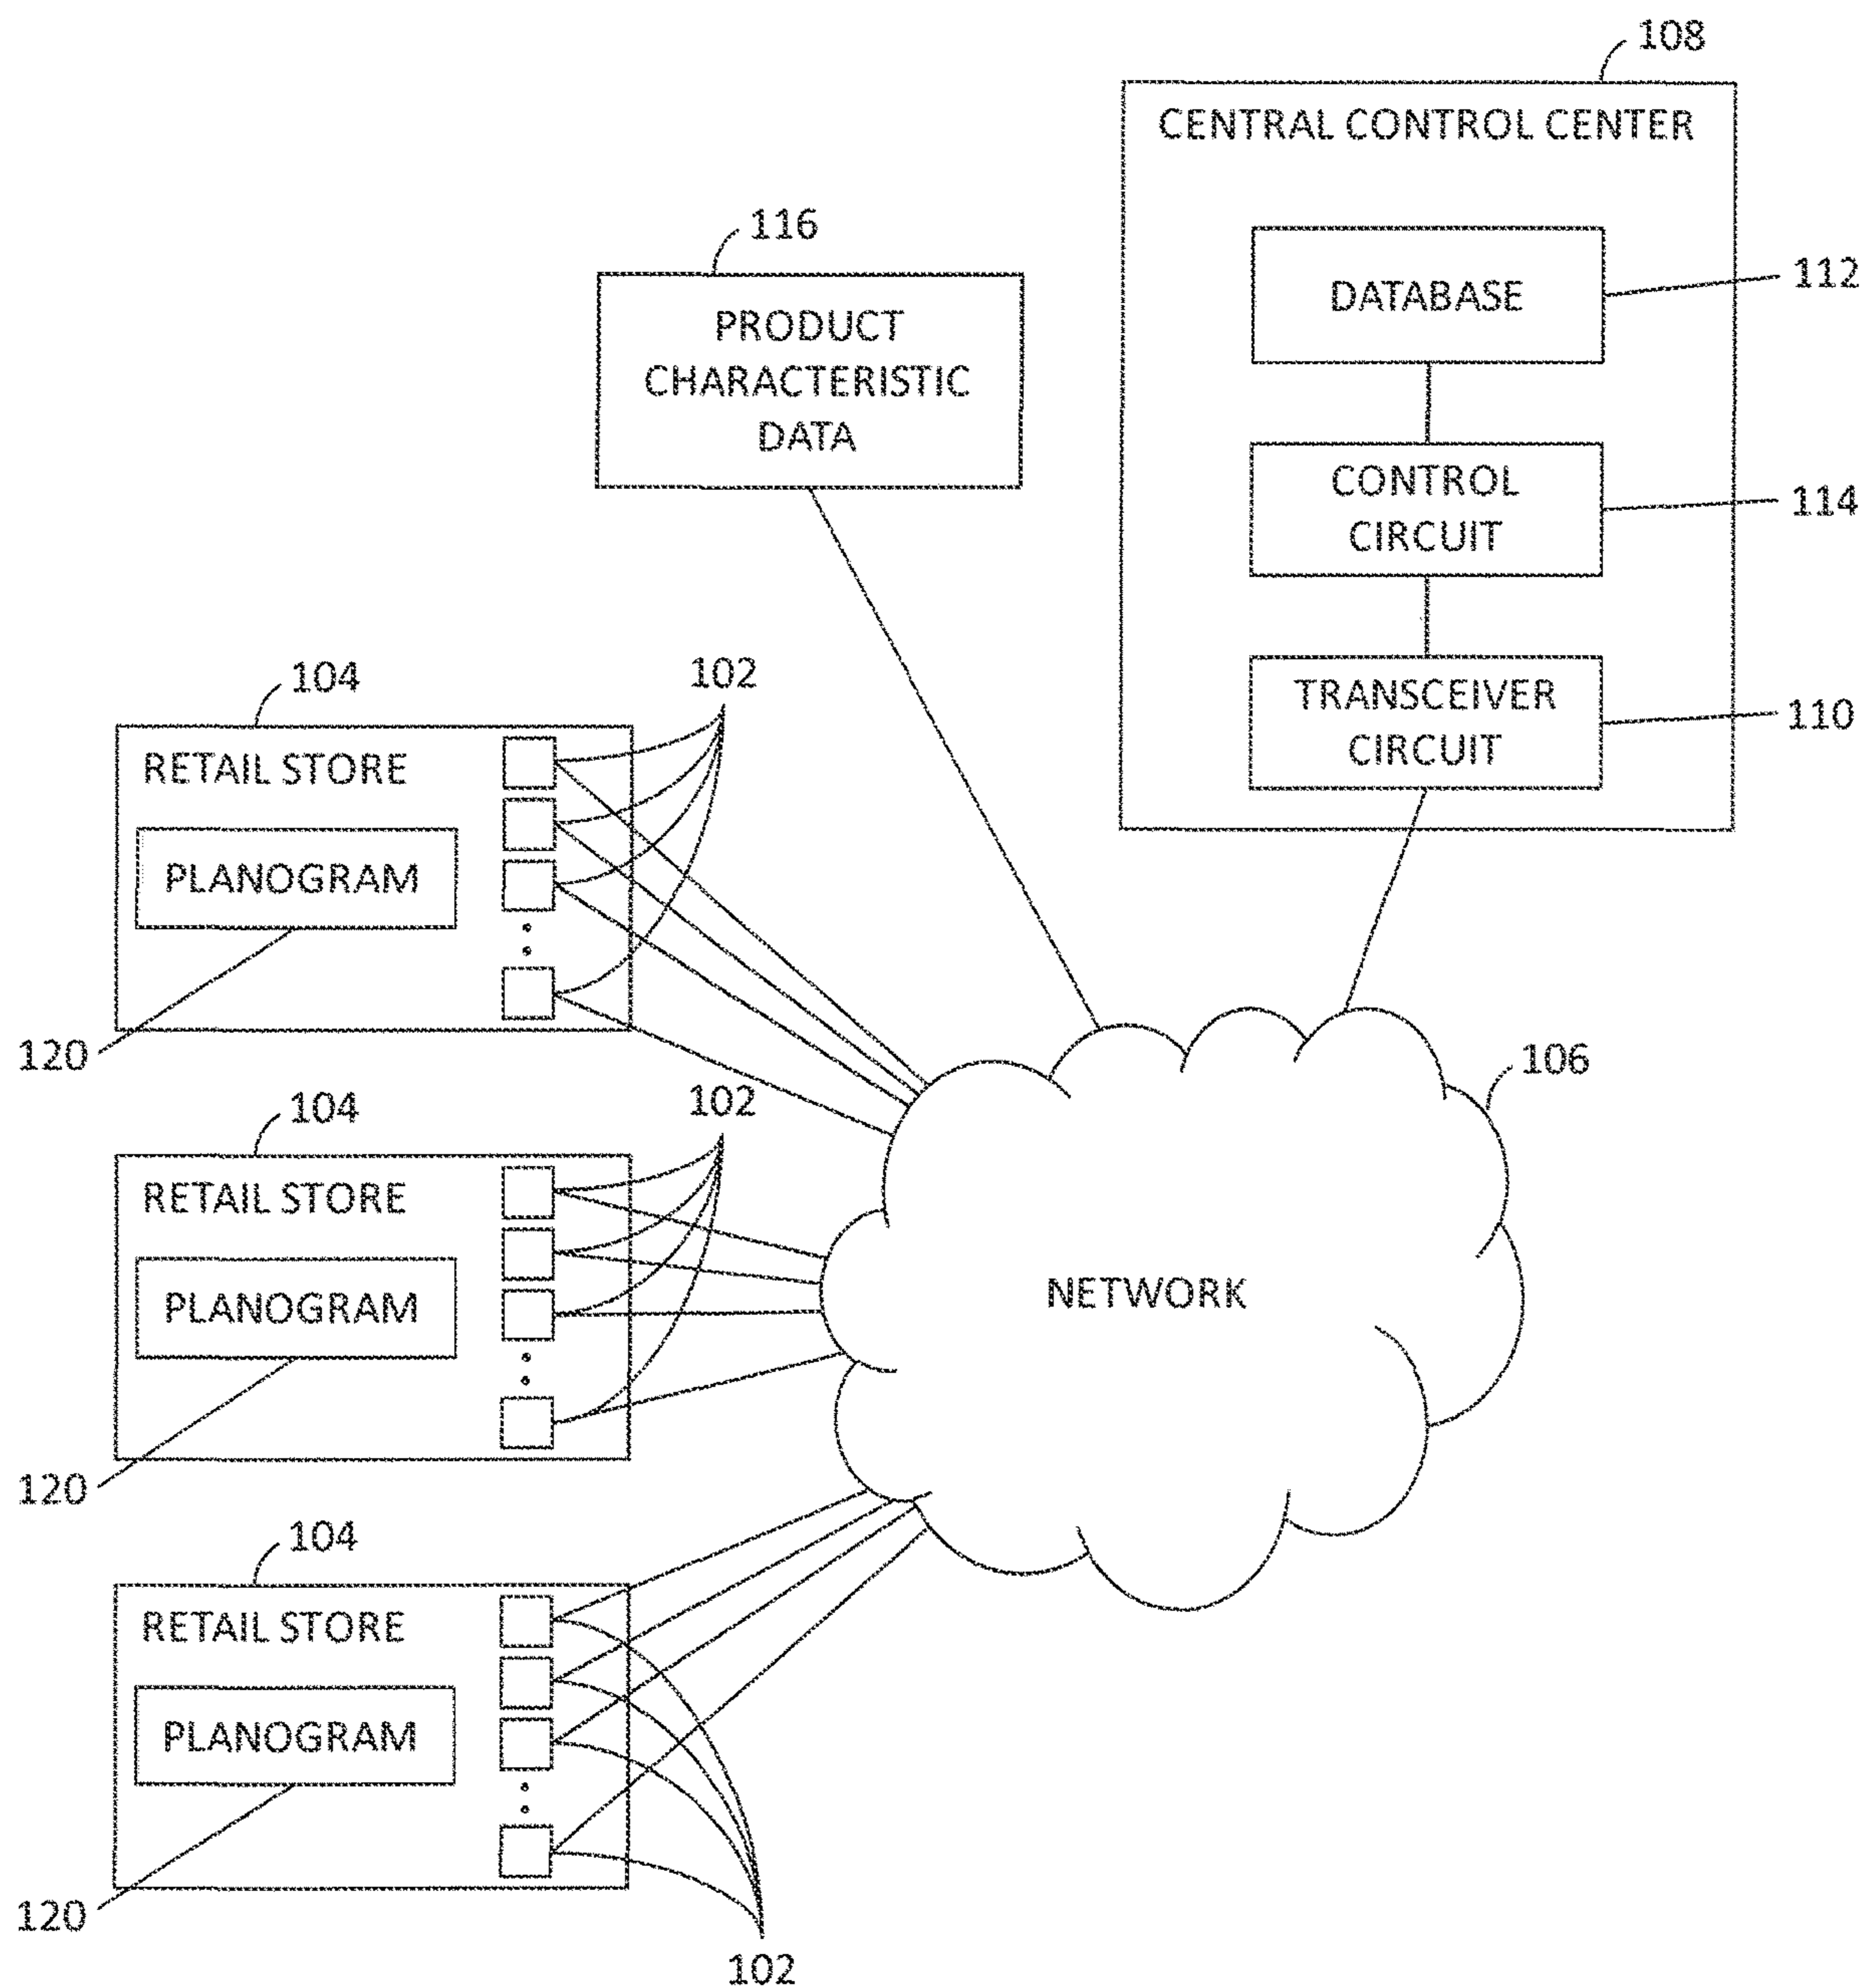 108
CENTRAL CONTROL CENTER
116
DATABASE
112
PRODUCT
CHARACTERISTIC
DATA
CONTROL
CIRCUIT
114
TRANSCEIVER
CIRCUIT
110
104
102
RETAIL STORE
PLANOGRAM
120
106
104
102
RETAIL STORE
PLANOGRAM
NETWORK
120
104
RETAIL STORE
PLANOGRAM
120
102